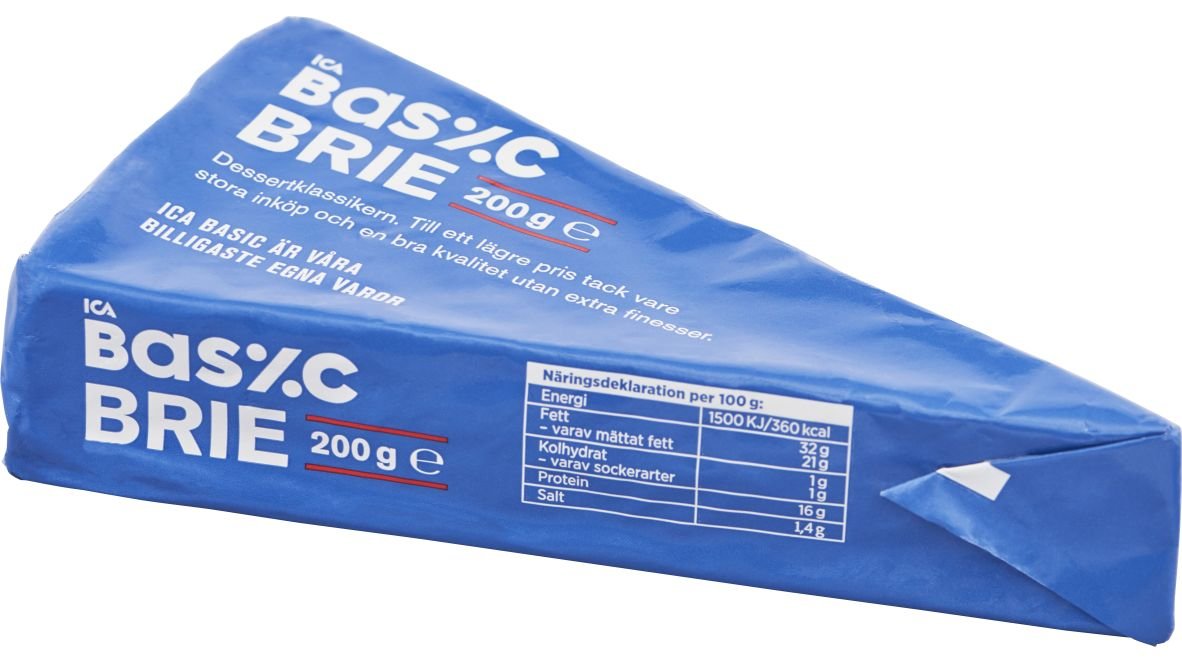 ICA
Bas%C
BRIE 200 g ℮
Dessertklassikern. Till ett lägre pris tack vare
stora inköp och en bra kvalitet utan extra finesser.
ICA BASIC ÄR VÅRA
BILLIGASTE EGNA VAROR
ICA
Bas%C
BRIE 200 g ℮
Näringsdeklaration per 100 g:
Energi 1500 KJ/360 kcal
Fett 32 g
– varav mättat fett 21 g
Kolhydrat 1 g
– varav sockerarter 1 g
Protein 16 g
Salt 1,4 g